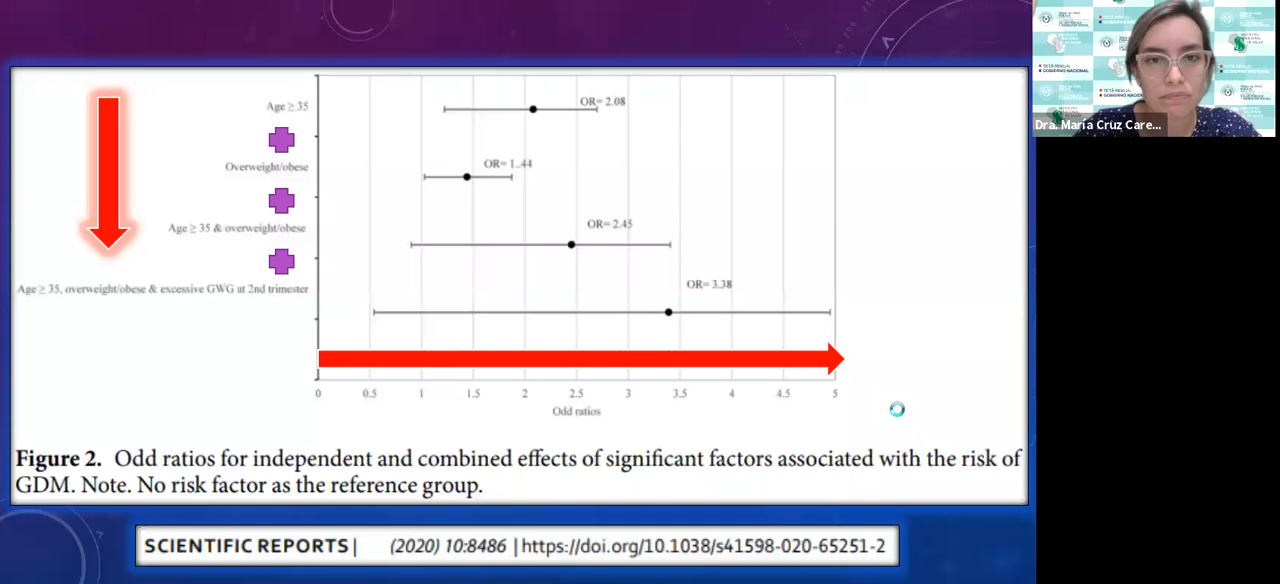 Age ≥ 35
OR= 2.08
Overweight/obese
OR= 1..44
Age ≥ 35 & overweight/obese
OR= 2.45
Age ≥ 35, overweight/obese & excessive GWG at 2nd trimester
OR= 3.38
0 0.5 1 1.5 2 2.5 3 3.5 4 4.5 5
Odd ratios
Figure 2. Odd ratios for independent and combined effects of significant factors associated with the risk of
GDM. Note. No risk factor as the reference group.
SCIENTIFIC REPORTS | (2020) 10:8486 | https://doi.org/10.1038/s41598-020-65251-2
TETÃ REKUÁI
GOBIERNO NACIONAL
Dra. María Cruz Care...